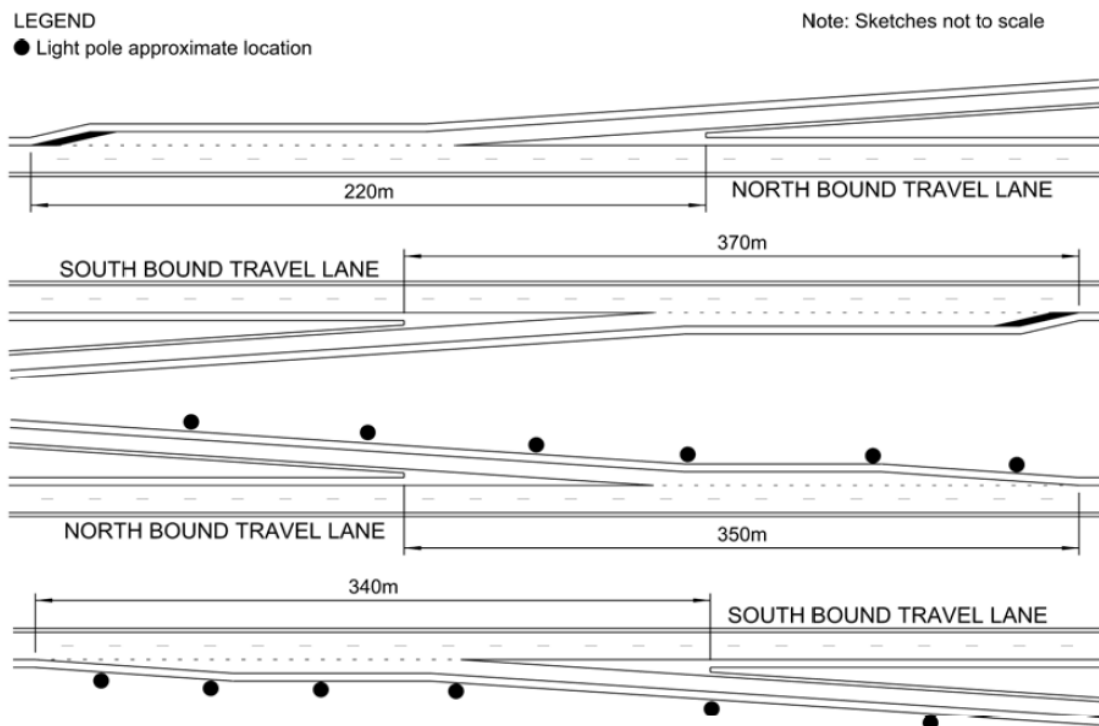 LEGEND
Note: Sketches not to scale
Light pole approximate location
220m
NORTH BOUND TRAVEL LANE
370m
SOUTH BOUND TRAVEL LANE
NORTH BOUND TRAVEL LANE
350m
340m
SOUTH BOUND TRAVEL LANE